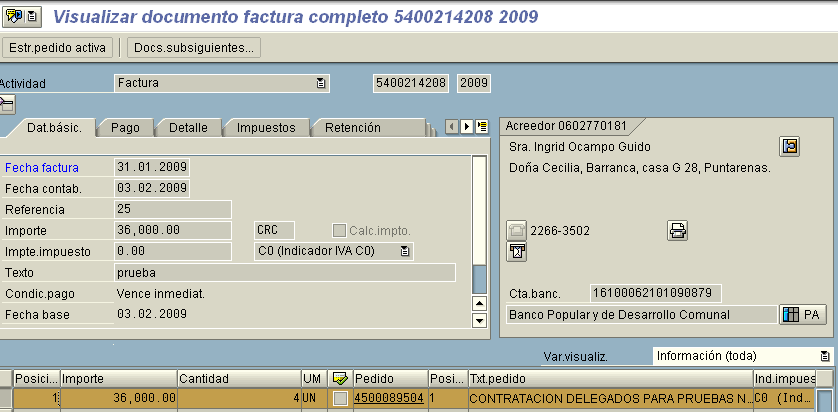 Visualizar documento factura completo 5400214208 2009
Estr.pedido activa Docs.subsiguientes...
Actividad Factura 5400214208 2009
Dat.básic. Pago Detalle Impuestos Retención
Fecha factura 31.01.2009
Fecha contab. 03.02.2009
Referencia 25
Importe 36,000.00 CRC Calc.impto.
Impte.impuesto 0.00 C0 (Indicador IVA C0)
Texto prueba
Condic.pago Vence inmediat.
Fecha base 03.02.2009
Acreedor 0602770181
Sra. Ingrid Ocampo Guido
Doña Cecilia, Barranca, casa G 28, Puntarenas.
2266-3502
Cta.banc. 16100062101090879
Banco Popular y de Desarrollo Comunal PA
Var.visualiz. Información (toda)
Posici... Importe Cantidad UM Pedido Posi... Txt.pedido Ind.impues
1 36,000.00 4 UN 4500089504 1 CONTRATACION DELEGADOS PARA PRUEBAS N... C0 (Ind...